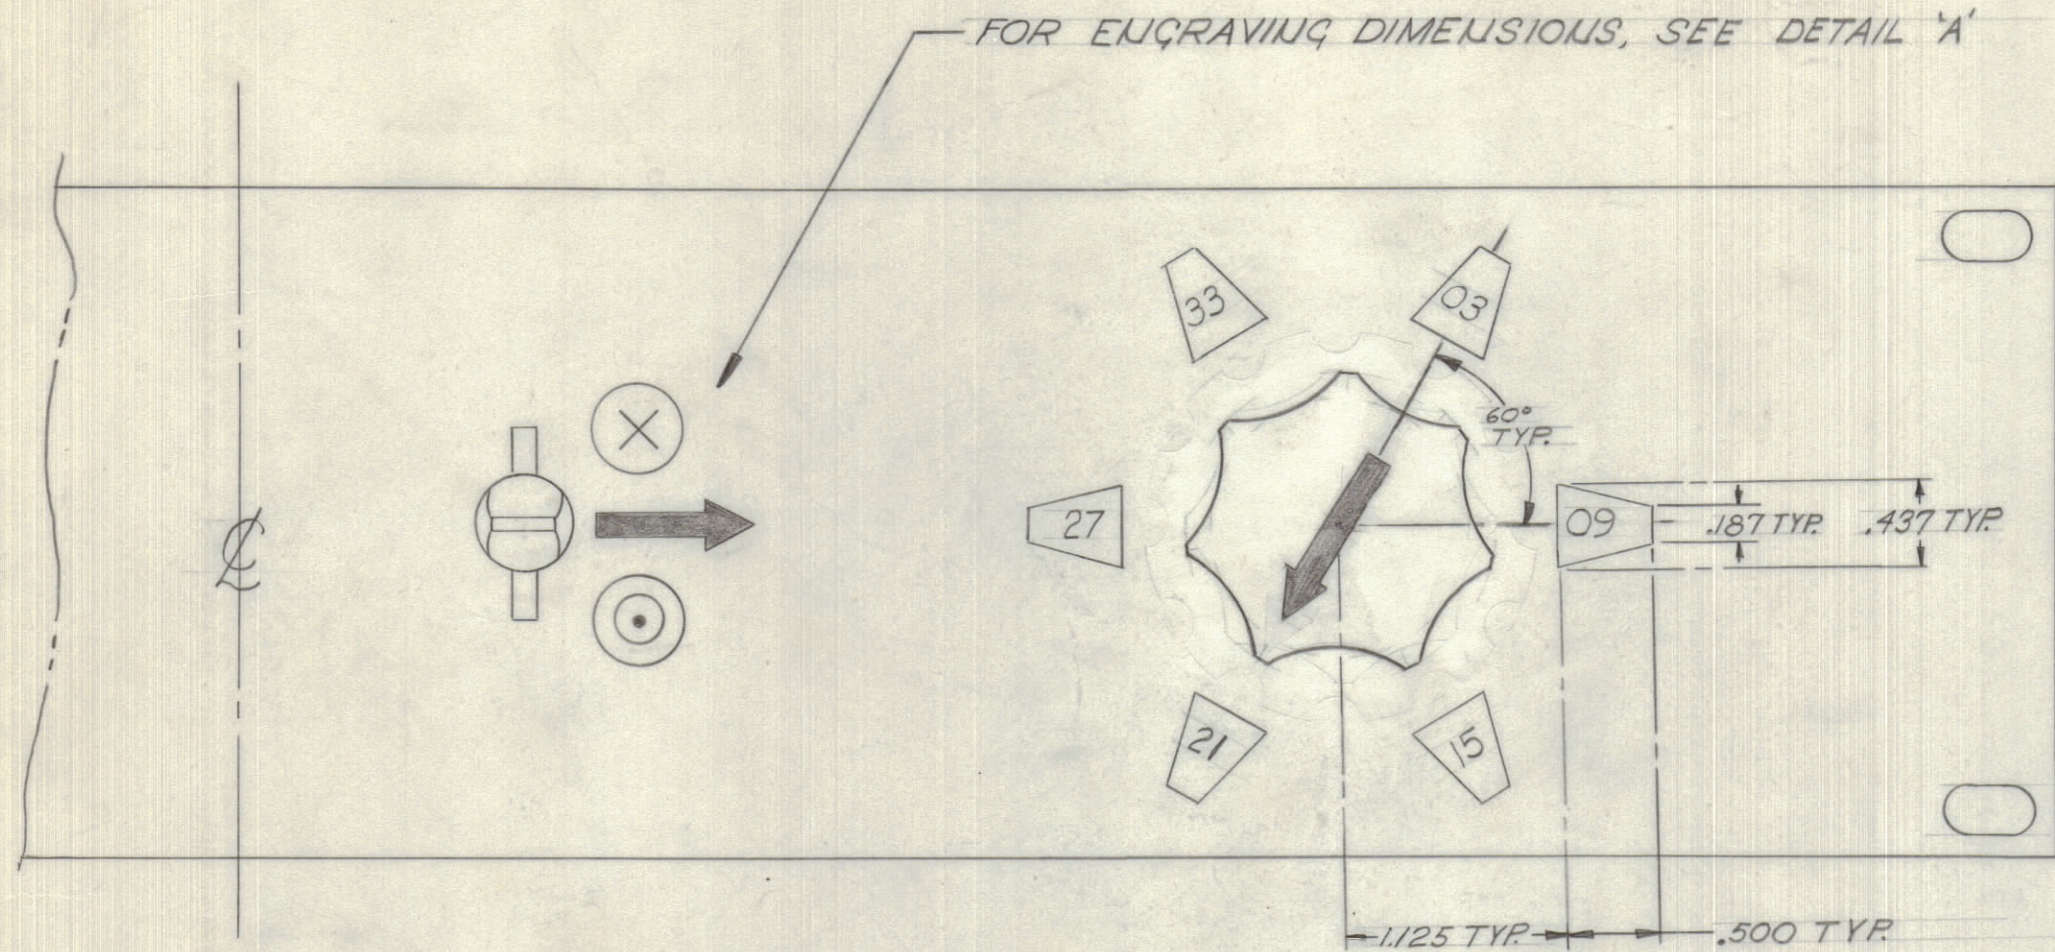 FOR ENGRAVING DIMENSIONS, SEE DETAIL 'A'
33
03
60°
TYP.
27
09
.187 TYP.
.437 TYP.
℄
21
15
1.125 TYP.
.500 TYP.